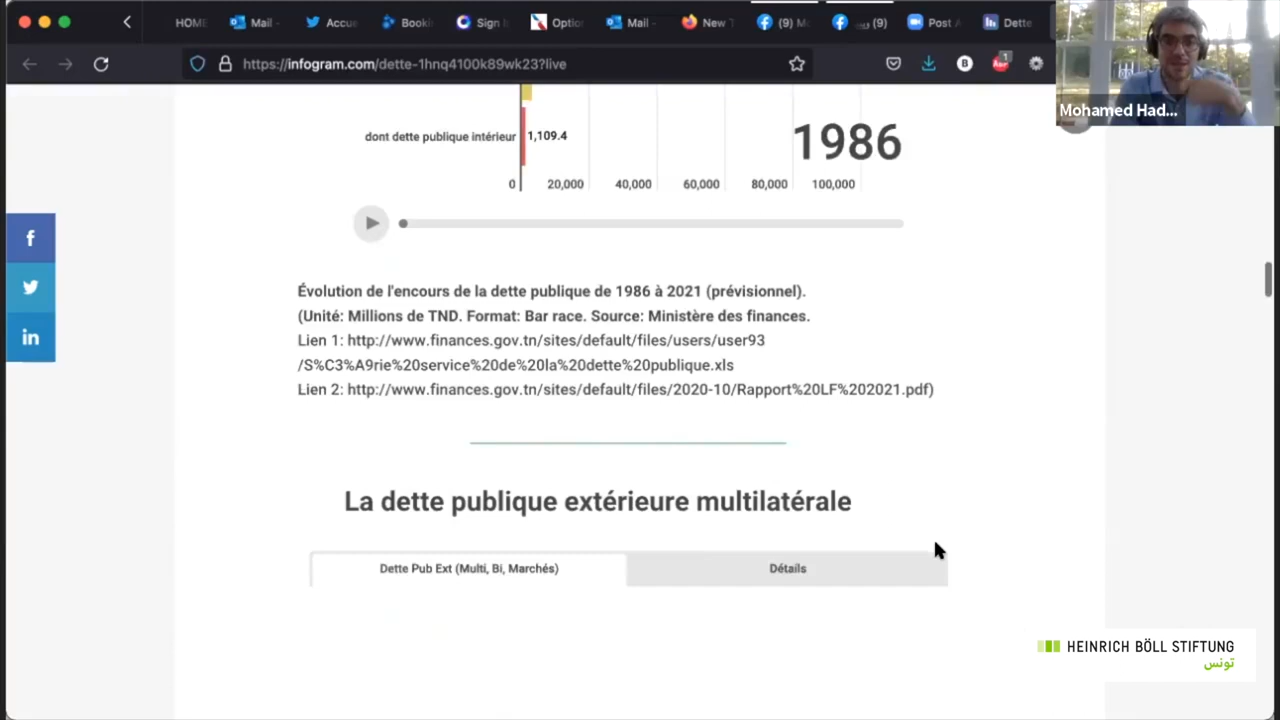 HOME
Mail
Accue
Booki
Sign
Optio
Mail
New
(9)
(9)
Post A
Dette
https://infogram.com/dette-1hnq4100k89wk23?live
B
1
Mohamed Had...
dont dette publique intérieur
1,109.4
1986
0 20,000 40,000 60,000 80,000 100,000
Évolution de l'encours de la dette publique de 1986 à 2021 (prévisionnel).
(Unité: Millions de TND. Format: Bar race. Source: Ministère des finances.
Lien 1: http://www.finances.gov.tn/sites/default/files/users/user93
/S%C3%A9rie%20service%20de%20la%20dette%20publique.xls
Lien 2: http://www.finances.gov.tn/sites/default/files/2020-10/Rapport%20LF%202021.pdf)
La dette publique extérieure multilatérale
Dette Pub Ext (Multi, Bi, Marchés)
Détails
HEINRICH BÖLL STIFTUNG
تونس